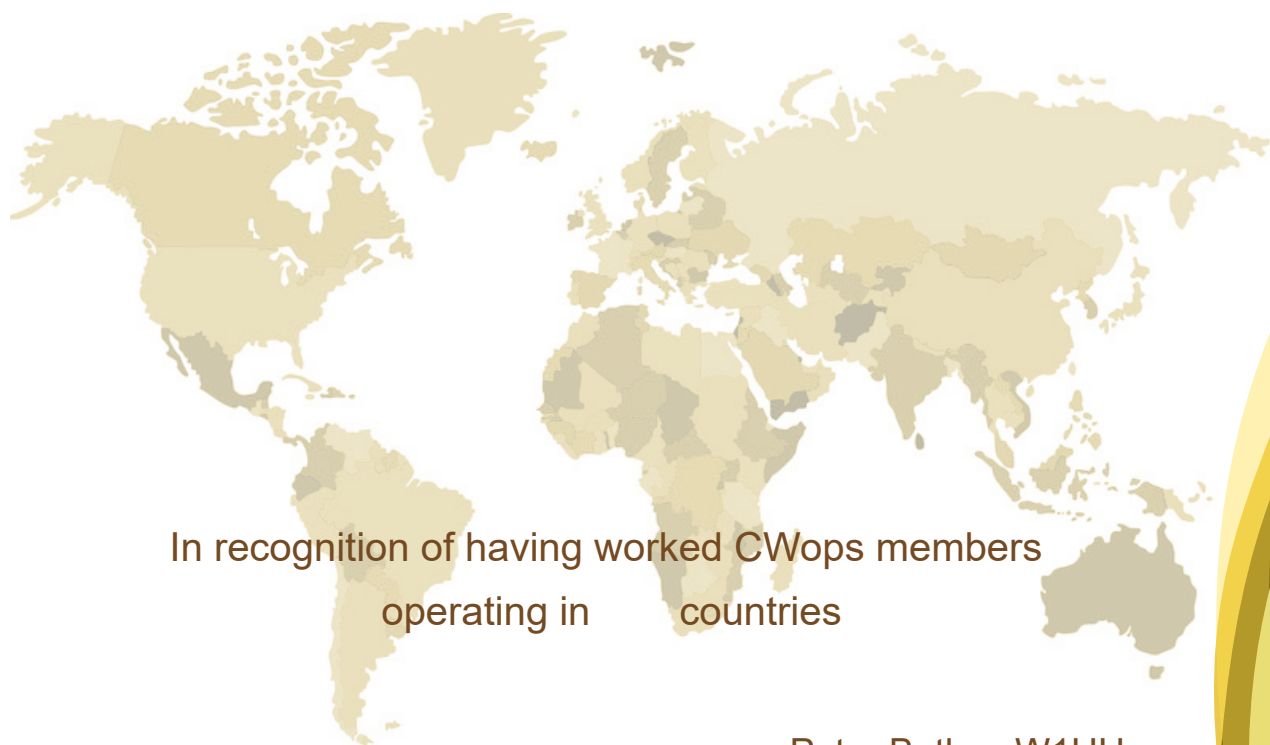 In recognition of having worked CWops members
operating in countries